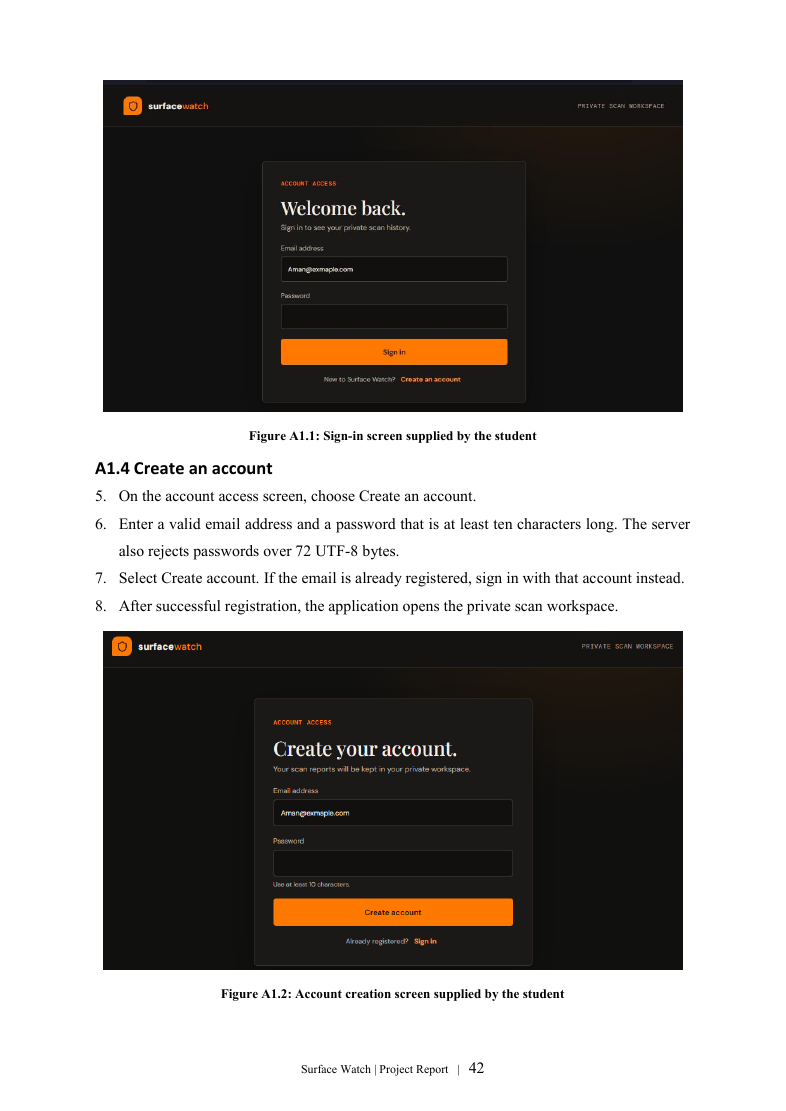 surfacewatch
PRIVATE SCAN WORKSPACE
ACCOUNT ACCESS
Welcome back.
Sign in to see your private scan history.
Email address
Aman@exmaple.com
Password
Sign in
New to Surface Watch? Create an account
Figure A1.1: Sign-in screen supplied by the student
A1.4 Create an account
5. On the account access screen, choose Create an account.
6. Enter a valid email address and a password that is at least ten characters long. The server
also rejects passwords over 72 UTF-8 bytes.
7. Select Create account. If the email is already registered, sign in with that account instead.
8. After successful registration, the application opens the private scan workspace.
surfacewatch
PRIVATE SCAN WORKSPACE
ACCOUNT ACCESS
Create your account.
Your scan reports will be kept in your private workspace.
Email address
Aman@exmaple.com
Password
Use at least 10 characters.
Create account
Already registered? Sign in
Figure A1.2: Account creation screen supplied by the student
Surface Watch | Project Report | 42